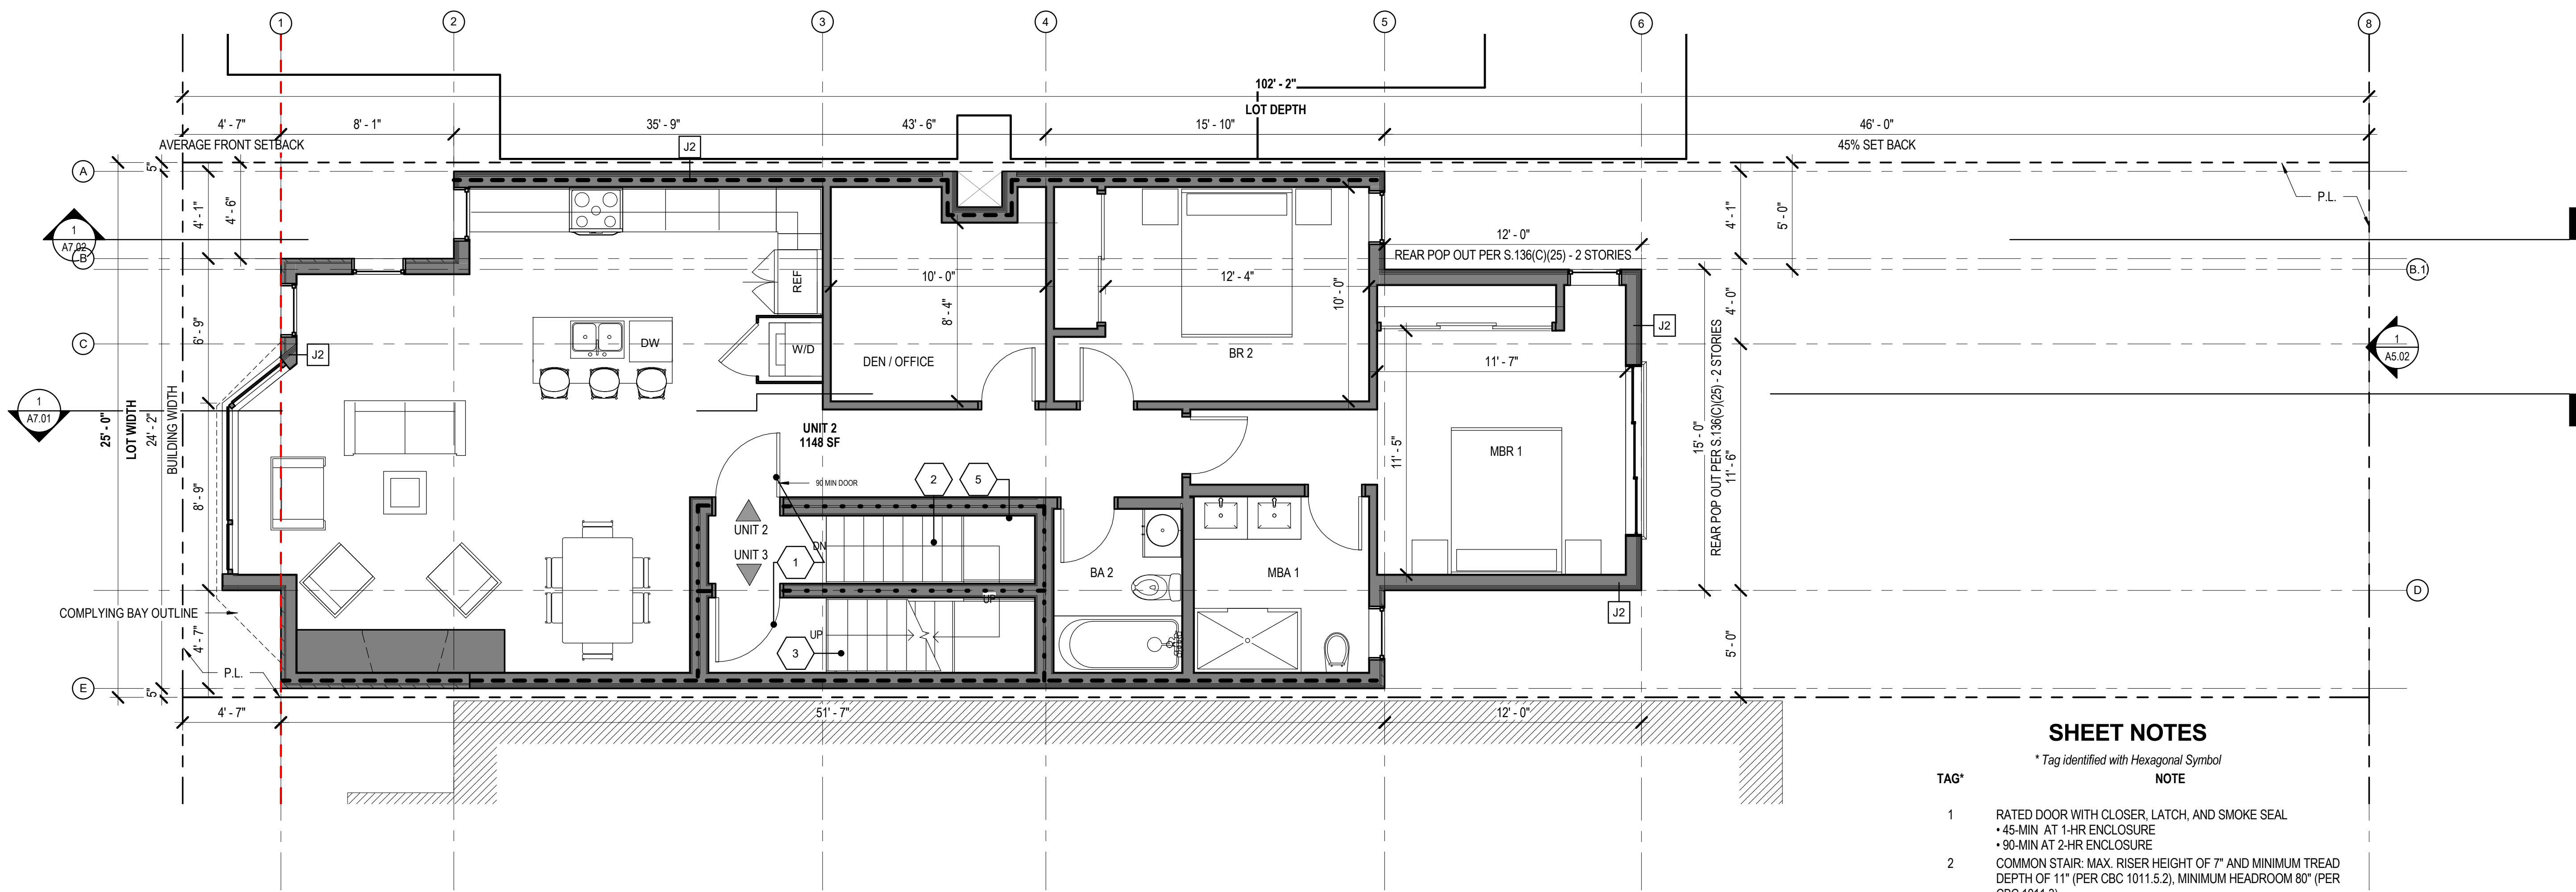 1
2
3
4
5
6
8
102' - 2"
LOT DEPTH
4' - 7"
8' - 1"
35' - 9"
43' - 6"
15' - 10"
46' - 0"
AVERAGE FRONT SETBACK
45% SET BACK
J2
A
5"
4' - 1"
4' - 6"
4' - 1"
5' - 0"
P.L.
1
A7.02
B
12' - 0"
REAR POP OUT PER S.136(C)(25) - 2 STORIES
B.1
REF
10' - 0"
8' - 4"
12' - 4"
10' - 0"
6' - 9"
4' - 0"
C
J2
DW
W/D
DEN / OFFICE
BR 2
J2
11' - 7"
1
A5.02
1
A7.01
25' - 0"
LOT WIDTH
24' - 2"
BUILDING WIDTH
UNIT 2
1148 SF
11' - 5"
MBR 1
15' - 0"
REAR POP OUT PER S.136(C)(25) - 2 STORIES
11' - 6"
8' - 9"
90 MIN DOOR
2
5
UNIT 2
DN
UNIT 3
1
BA 2
MBA 1
COMPLYING BAY OUTLINE
UP
J2
D
UP
3
4' - 7"
5' - 0"
P.L.
E
5"
4' - 7"
51' - 7"
12' - 0"
SHEET NOTES
* Tag identified with Hexagonal Symbol
TAG*
NOTE
1
RATED DOOR WITH CLOSER, LATCH, AND SMOKE SEAL
• 45-MIN AT 1-HR ENCLOSURE
• 90-MIN AT 2-HR ENCLOSURE
2
COMMON STAIR: MAX. RISER HEIGHT OF 7" AND MINIMUM TREAD
DEPTH OF 11" (PER CBC 1011.5.2), MINIMUM HEADROOM 80" (PER
CBC 1011.3)